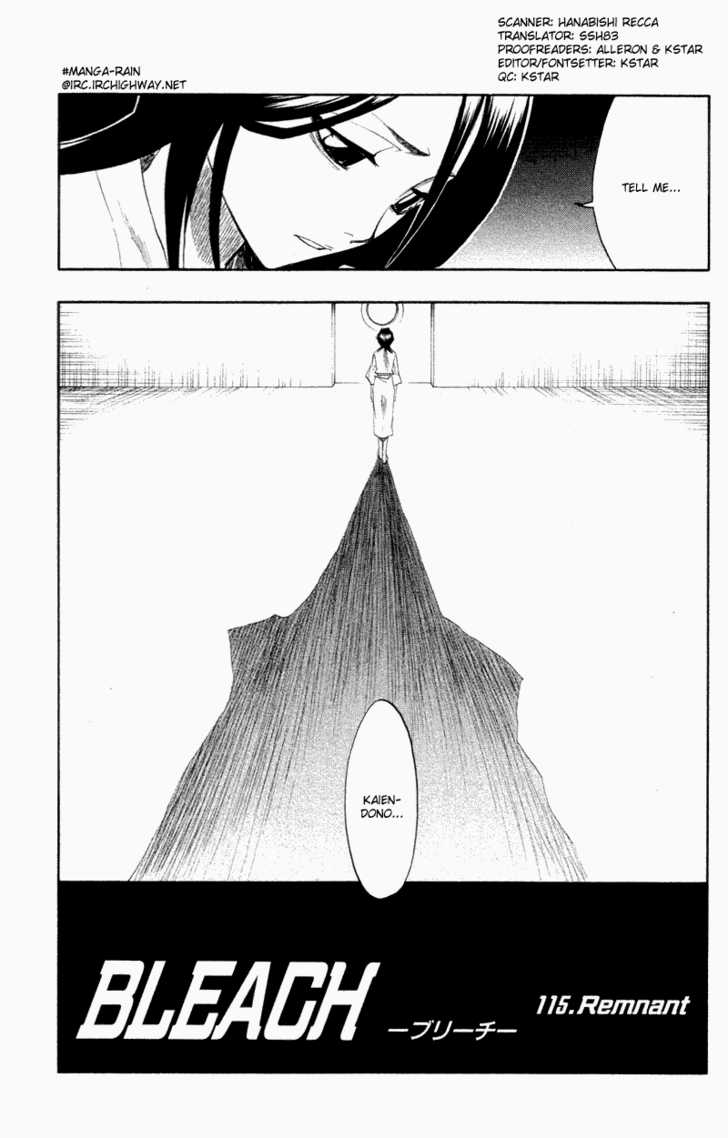 SCANNER: HANABISHI RECCA
TRANSLATOR: SSH83
PROOFREADERS: ALLERON & KSTAR
EDITOR/FONTSETTER: KSTAR
QC: KSTAR
#MANGA-RAIN
@IRC.IRCHIGHWAY.NET
TELL ME...
KAIEN-
DONO...
BLEACH
ーブリーチー
115.Remnant